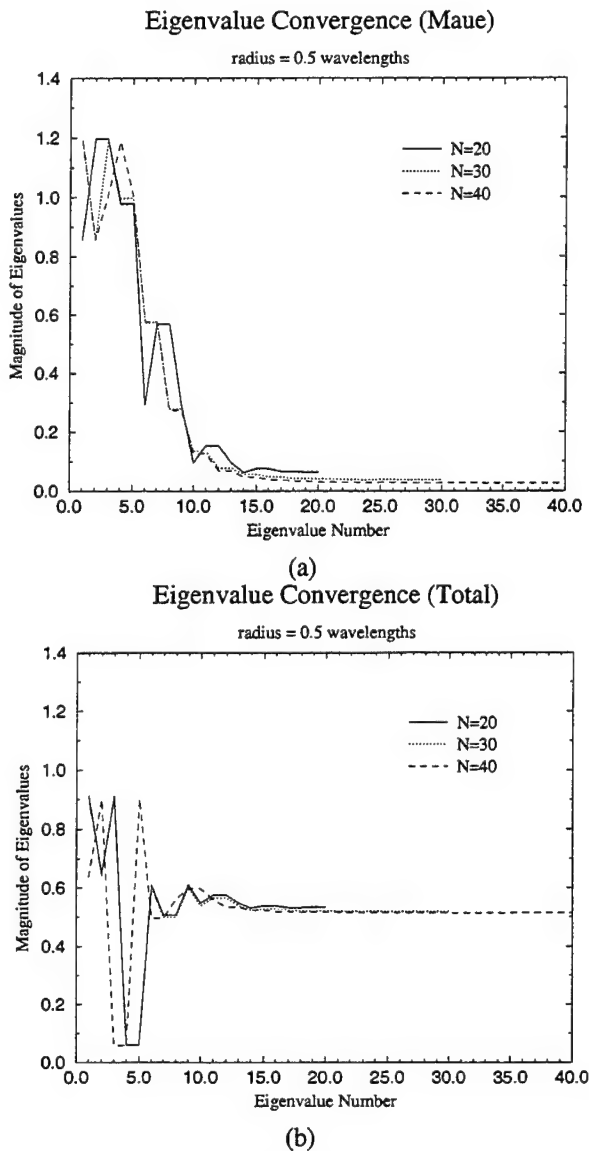 Eigenvalue Convergence (Maue)
radius = 0.5 wavelengths
1.4
1.2
1.0
0.8
0.6
0.4
0.2
0.0
Magnitude of Eigenvalues
N=20
N=30
N=40
0.0 5.0 10.0 15.0 20.0 25.0 30.0 35.0 40.0
Eigenvalue Number
(a)
Eigenvalue Convergence (Total)
radius = 0.5 wavelengths
1.4
1.2
1.0
0.8
0.6
0.4
0.2
0.0
Magnitude of Eigenvalues
N=20
N=30
N=40
0.0 5.0 10.0 15.0 20.0 25.0 30.0 35.0 40.0
Eigenvalue Number
(b)